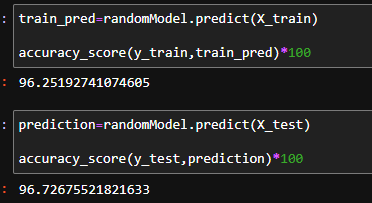 : train_pred=randomModel.predict(X_train)
accuracy_score(y_train,train_pred)*100
: 96.25192741074605
: prediction=randomModel.predict(X_test)
accuracy_score(y_test,prediction)*100
: 96.72675521821633